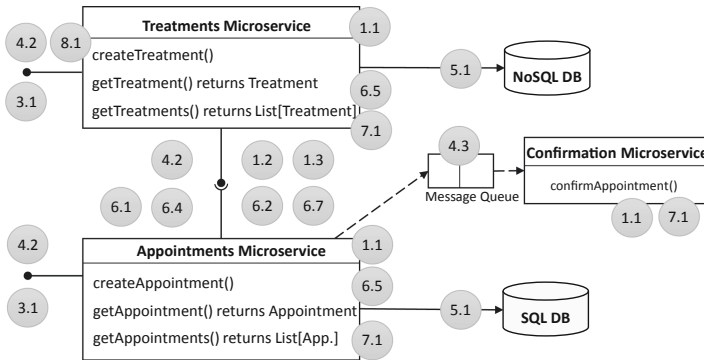 Treatments Microservice
1.1
4.2
8.1
createTreatment()
getTreatment() returns Treatment
getTreatments() returns List[Treatment]
3.1
6.5
7.1
5.1
NoSQL DB
4.2
1.2
1.3
6.1
6.4
6.2
6.7
4.3
Message Queue
Confirmation Microservice
confirmAppointment()
1.1
7.1
4.2
3.1
Appointments Microservice
1.1
createAppointment()
getAppointment() returns Appointment
getAppointments() returns List[App.]
6.5
7.1
5.1
SQL DB